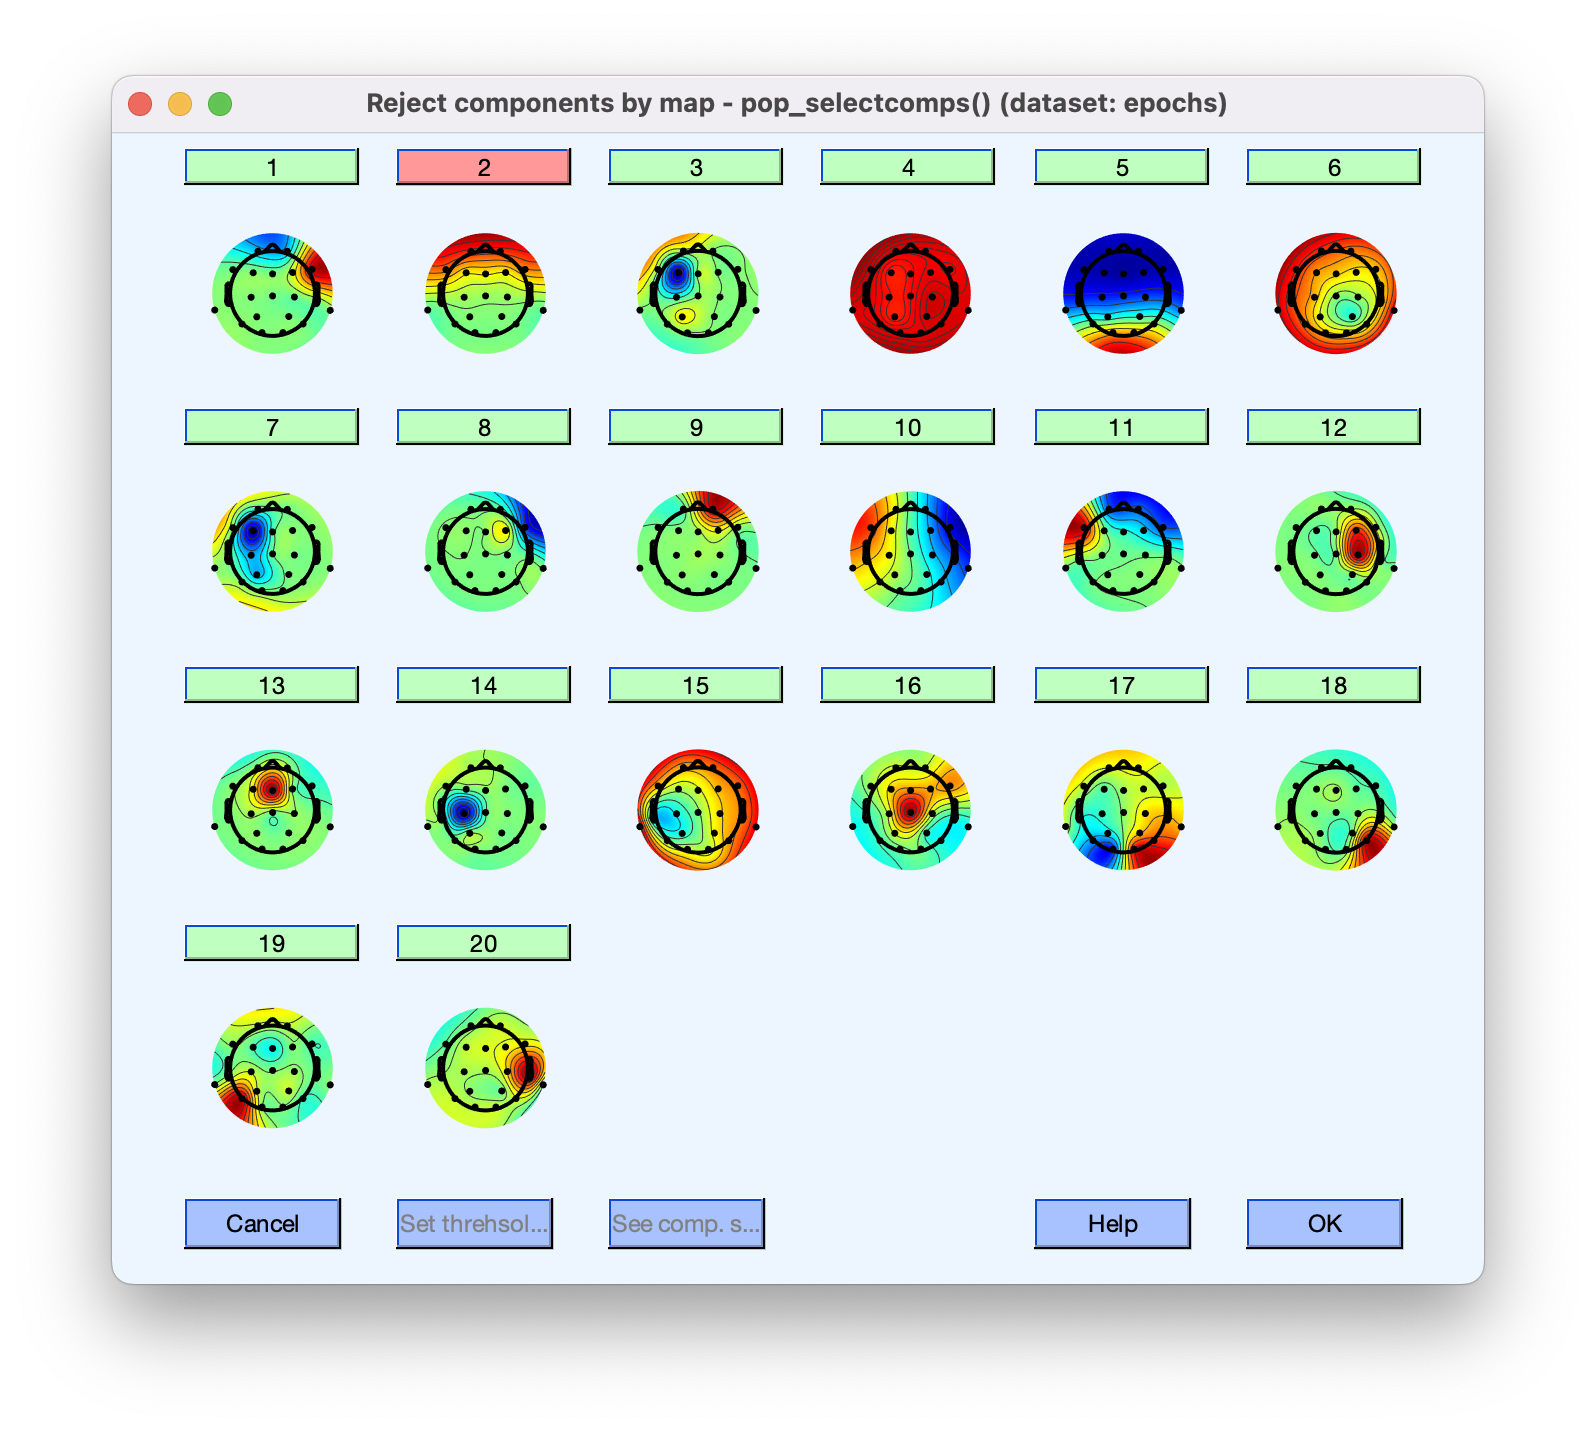 Reject components by map - pop_selectcomps() (dataset: epochs)
1 2 3 4 5 6
7 8 9 10 11 12
13 14 15 16 17 18
19 20
Cancel Set threhsol... See comp. s... Help OK